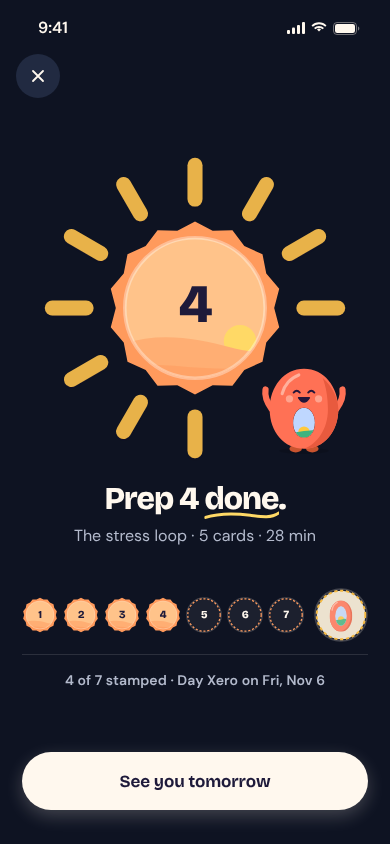 9:41
4
Prep 4 done.
The stress loop · 5 cards · 28 min
1 2 3 4 5 6 7
4 of 7 stamped · Day Xero on Fri, Nov 6
See you tomorrow